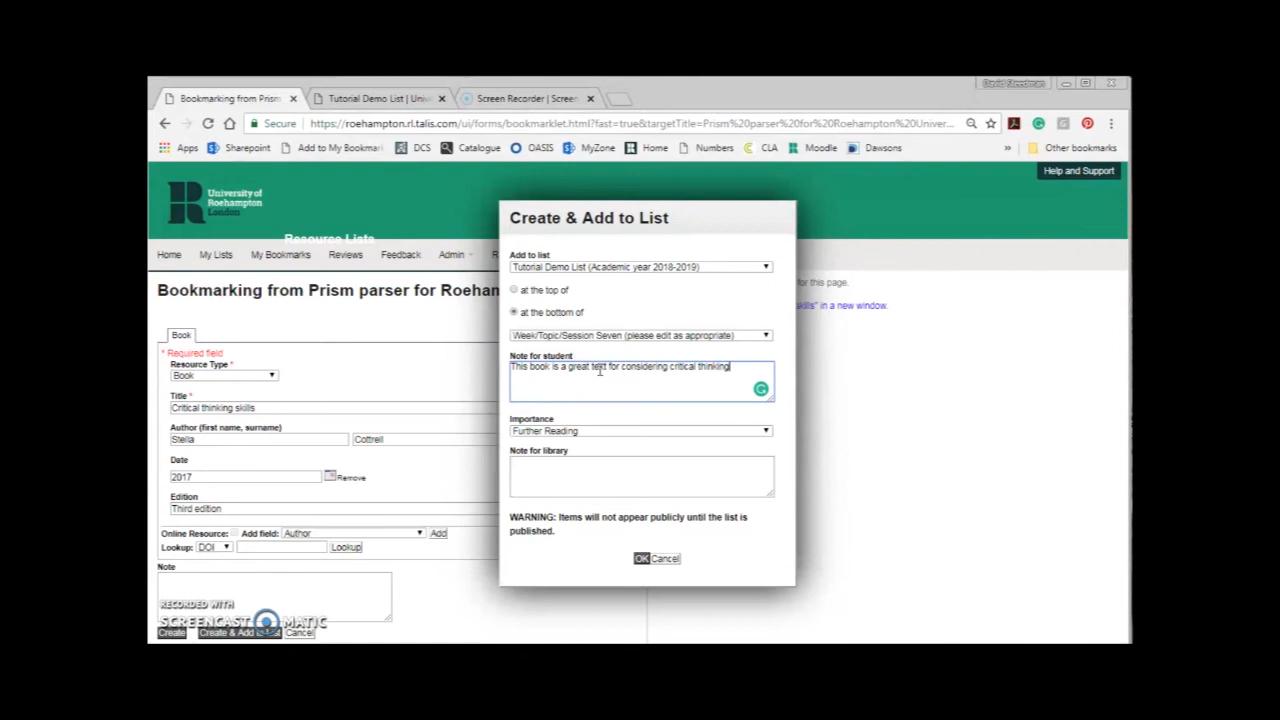 David Steedman
Bookmarking from Prism
Tutorial Demo List | Univ
Screen Recorder | Screen
Secure
https://roehampton.rl.talis.com/ui/forms/bookmarklet.html?fast=true&targetTitle=Prism%20parser%20for%20Roehampton%20Univer...
Apps
Sharepoint
Add to My Bookmark
DCS
Catalogue
OASIS
MyZone
Home
Numbers
CLA
Moodle
Dawsons
»
Other bookmarks
Help and Support
University of
Roehampton
London
Resource Lists
Home
My Lists
My Bookmarks
Reviews
Feedback
Admin
Bookmarking from Prism parser for Roeham
for this page.
skills" in a new window.
Book
* Required field
Resource Type *
Book
Title *
Critical thinking skills
Author (first name, surname)
Stella
Cottrell
Date
2017
Remove
Edition
Third edition
Online Resource:
Add field:
Author
Add
Lookup:
DOI
Lookup
Note
RECORDED WITH
SCREENCAST MATIC
Create
Create & Add to List
Cancel
Create & Add to List
Add to list
Tutorial Demo List (Academic year 2018-2019)
at the top of
at the bottom of
Week/Topic/Session Seven (please edit as appropriate)
Note for student
This book is a great text for considering critical thinking
Importance
Further Reading
Note for library
WARNING: Items will not appear publicly until the list is
published.
OK
Cancel